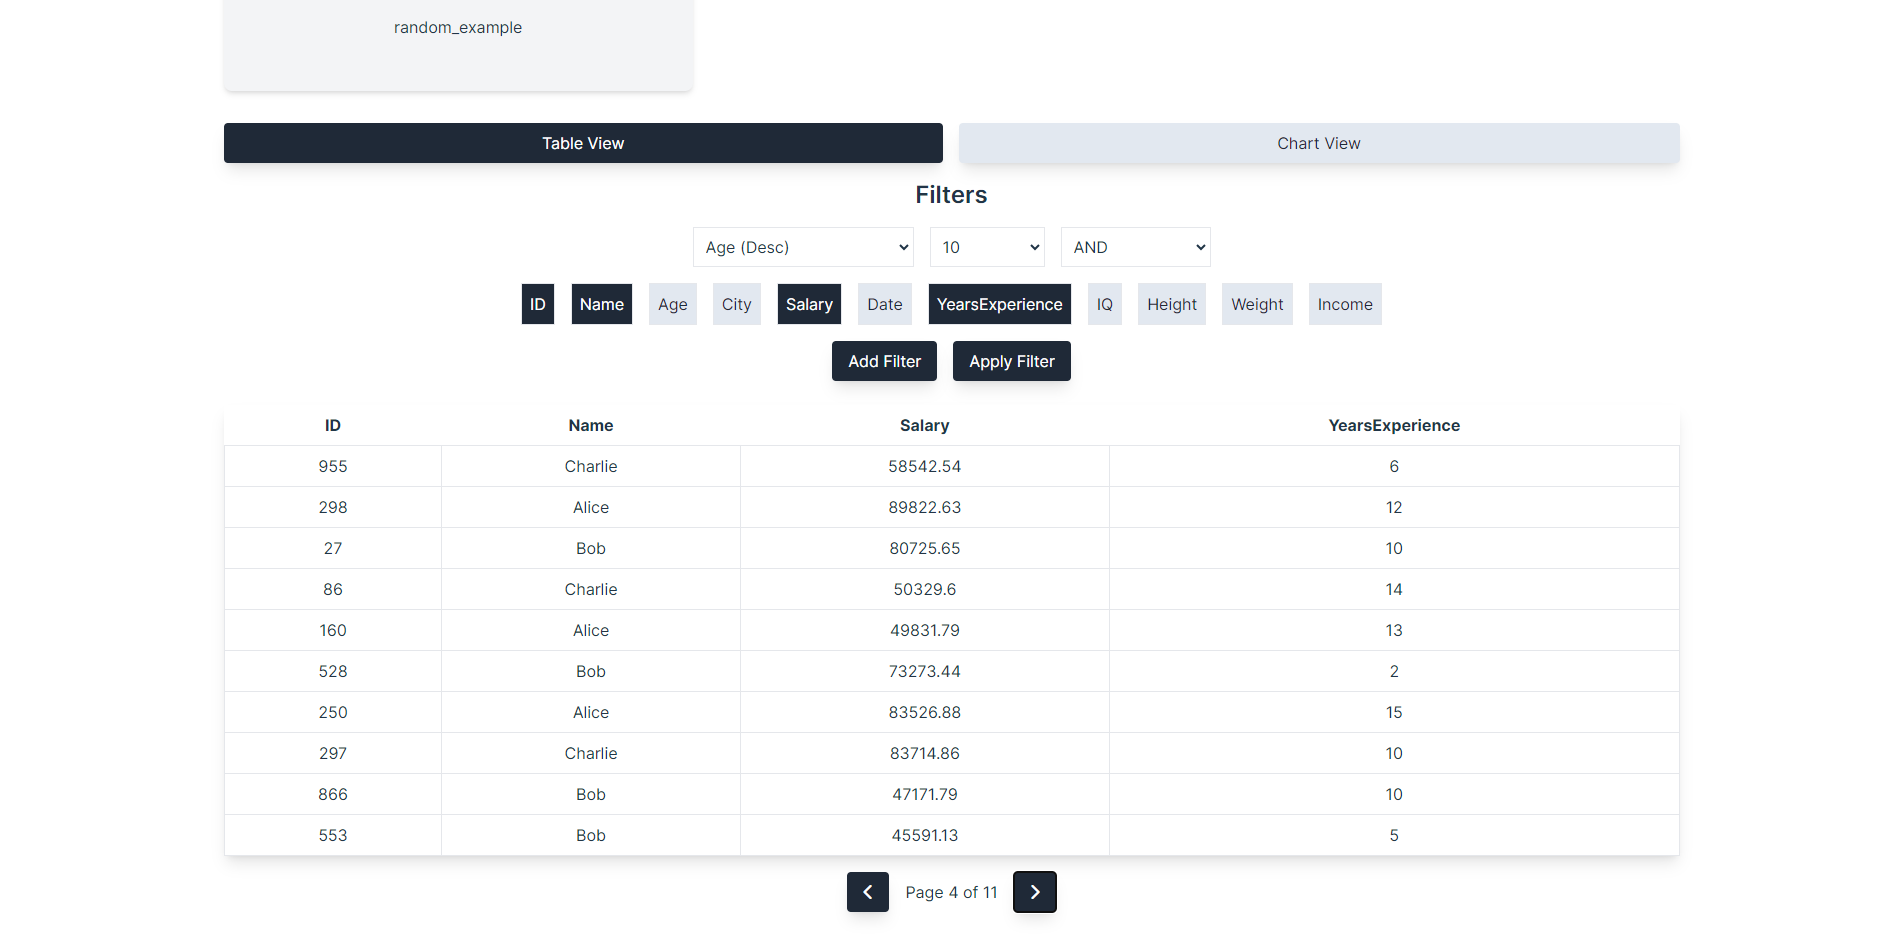 random_example
Table View Chart View
Filters
Age (Desc) 10 AND
ID Name Age City Salary Date YearsExperience IQ Height Weight Income
Add Filter Apply Filter
ID Name Salary YearsExperience
955 Charlie 58542.54 6
298 Alice 89822.63 12
27 Bob 80725.65 10
86 Charlie 50329.6 14
160 Alice 49831.79 13
528 Bob 73273.44 2
250 Alice 83526.88 15
297 Charlie 83714.86 10
866 Bob 47171.79 10
553 Bob 45591.13 5
Page 4 of 11